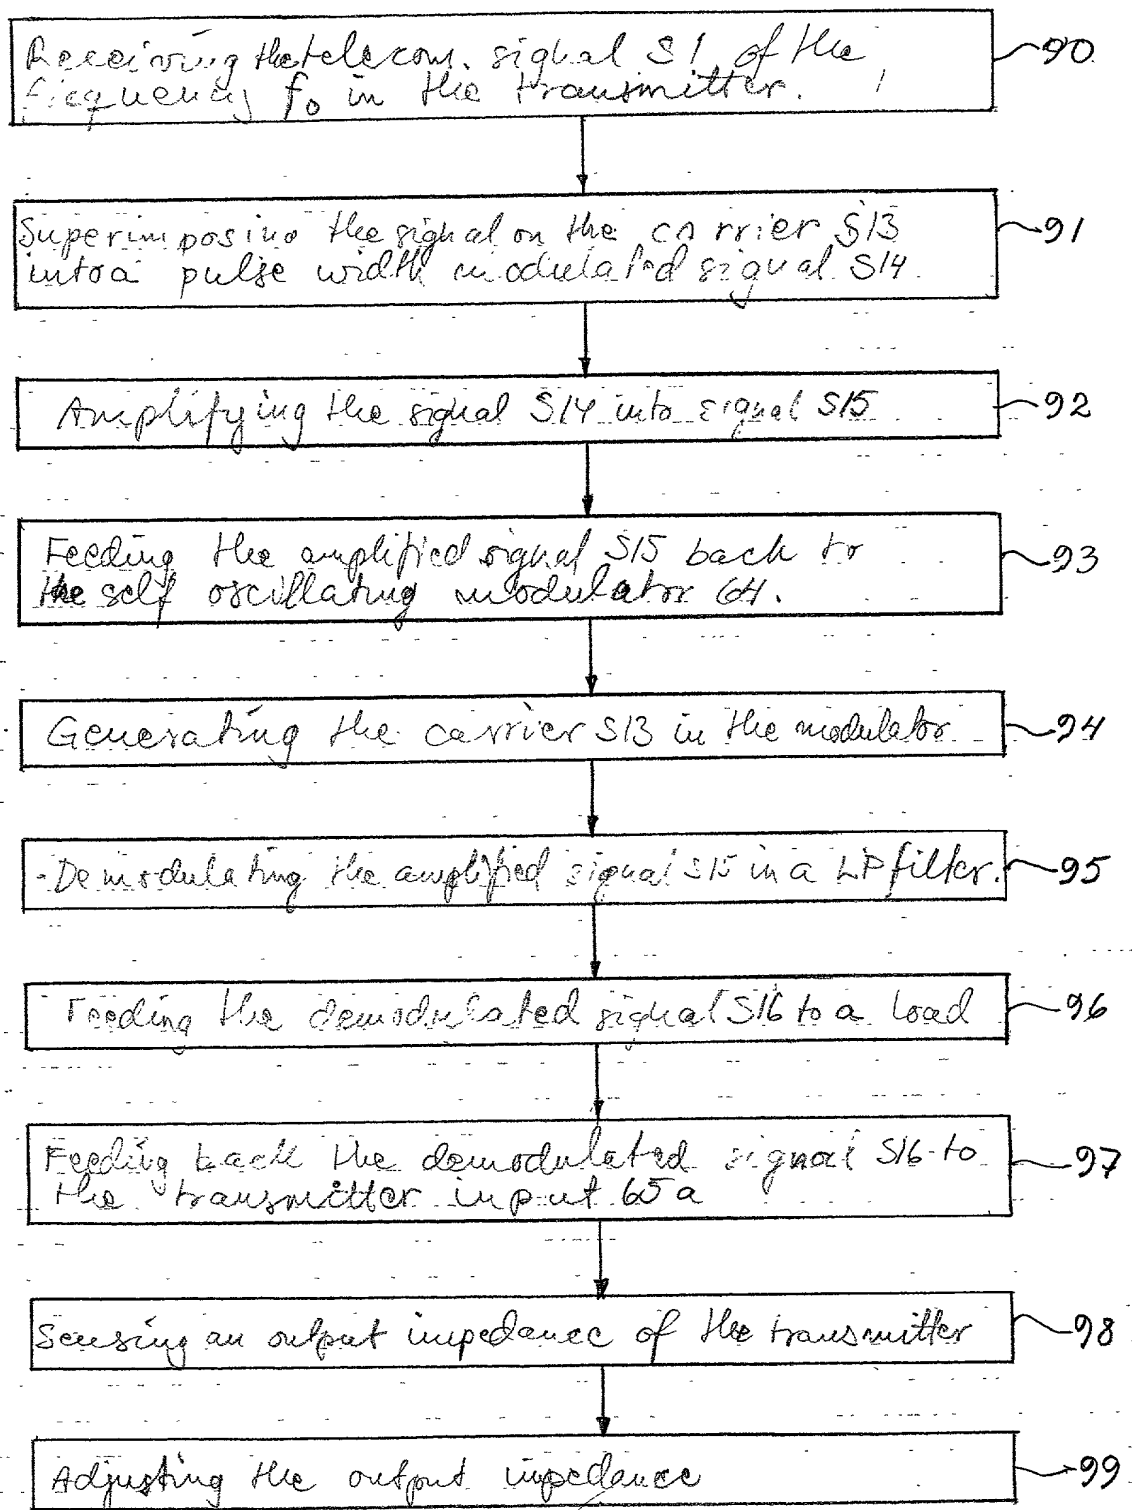 Receiving the telecom. signal S1 of the
frequency f0 in the transmitter.
90
Superimposing the signal on the carrier S13
into a pulse width modulated signal S14.
91
Amplifying the signal S14 into signal S15
92
Feeding the amplified signal S15 back to
the self oscillating modulator 64.
93
Generating the carrier S13 in the modulator
94
Demodulating the amplified signal S15 in a LP filter.
95
Feeding the demodulated signal S16 to a load
96
Feeding back the demodulated signal S16 to
the transmitter input 65a
97
Sensing an output impedance of the transmitter
98
Adjusting the output impedance
99